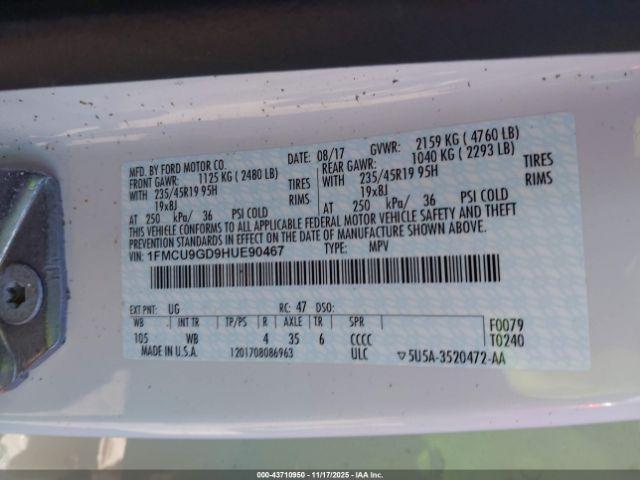 MFD. BY FORD MOTOR CO. DATE: 08/17 GVWR: 2159 KG ( 4760 LB)
FRONT GAWR: 1125 KG ( 2480 LB) REAR GAWR: 1040 KG ( 2293 LB)
WITH 235/45R19 95H TIRES WITH 235/45R19 95H TIRES
19x8J RIMS 19x8J RIMS
AT 250 kPa/ 36 PSI COLD AT 250 kPa/ 36 PSI COLD
THIS VEHICLE CONFORMS TO ALL APPLICABLE FEDERAL MOTOR VEHICLE SAFETY AND THEFT
PREVENTION STANDARDS IN EFFECT ON THE DATE OF MANUFACTURE SHOWN ABOVE.
VIN: 1FMCU9GD9HUE90467 TYPE: MPV
EXT PNT: UG RC: 47 DSO:
WB INT TR TP/PS R AXLE TR SPR F0079
105 WB 4 35 6 CCCC T0240
MADE IN U.S.A. 1201708086963 ULC ▽5U5A-3520472-AA
000-43710950 - 11/17/2025 - IAAI, Inc.